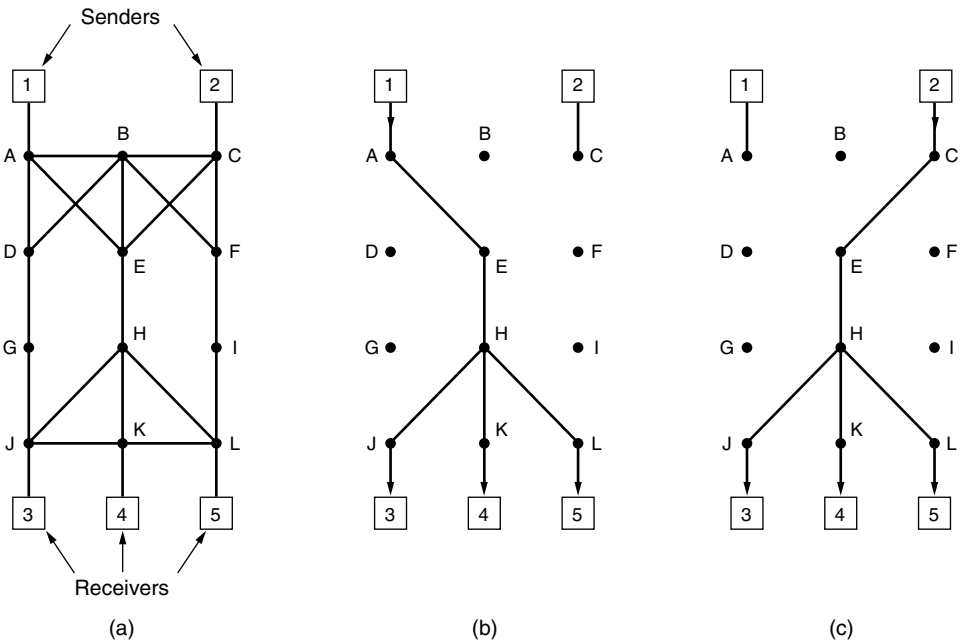 Senders
1 2 1 2 1 2
B B B
A C A C A C
D E F D E F D E F
G H I G H I G H I
J K L J K L J K L
3 4 5 3 4 5 3 4 5
Receivers
(a) (b) (c)